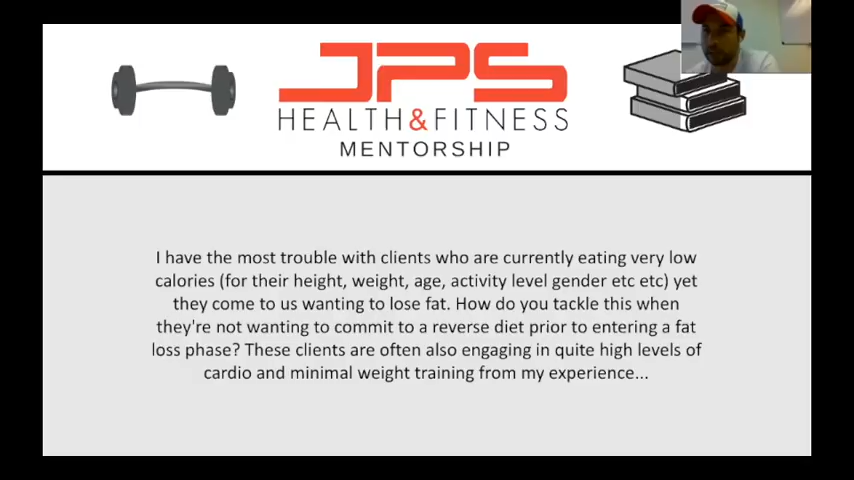 JPS
HEALTH&FITNESS
MENTORSHIP
I have the most trouble with clients who are currently eating very low
calories (for their height, weight, age, activity level gender etc etc) yet
they come to us wanting to lose fat. How do you tackle this when
they're not wanting to commit to a reverse diet prior to entering a fat
loss phase? These clients are often also engaging in quite high levels of
cardio and minimal weight training from my experience...